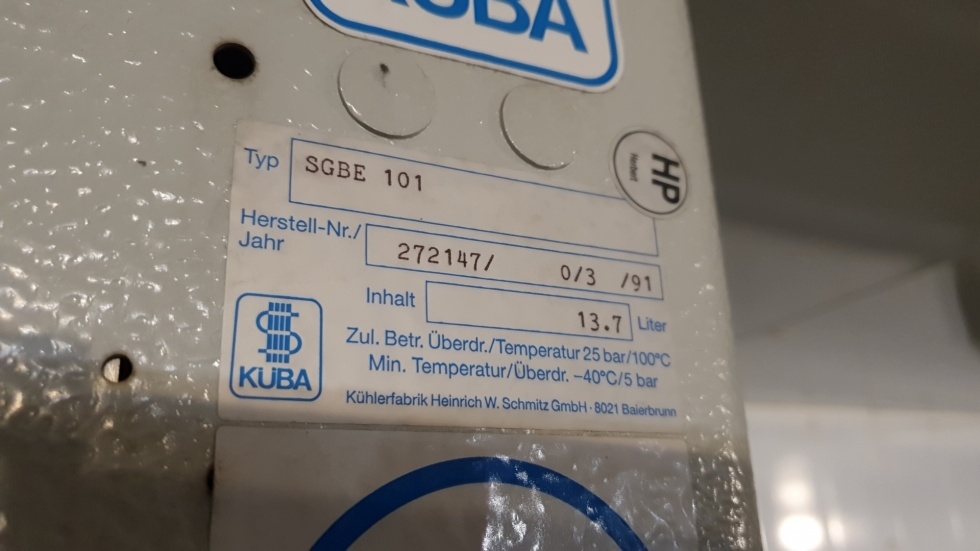 KÜBA
HP
Herbert
Typ SGBE 101
Herstell-Nr./
Jahr 272147/ 0/3 /91
Inhalt 13.7 Liter
Zul. Betr. Überdr./Temperatur 25 bar/100°C
Min. Temperatur/Überdr. –40°C/5 bar
KÜBA
Kühlerfabrik Heinrich W. Schmitz GmbH · 8021 Baierbrunn